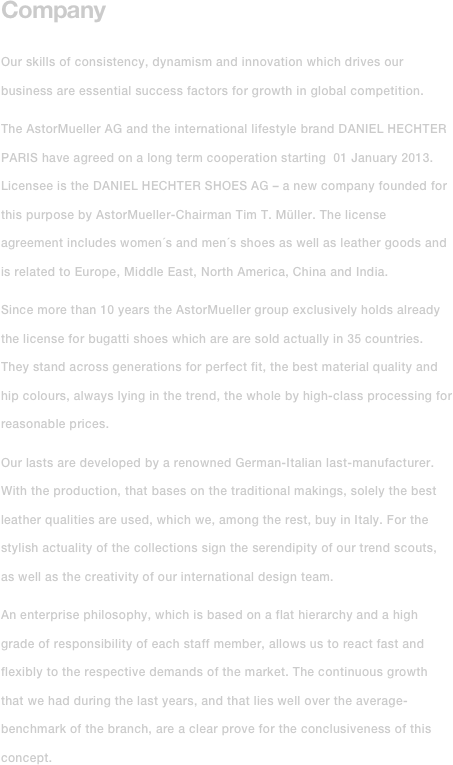 Company
Our skills of consistency, dynamism and innovation which drives our
business are essential success factors for growth in global competition.
The AstorMueller AG and the international lifestyle brand DANIEL HECHTER
PARIS have agreed on a long term cooperation starting  01 January 2013.
Licensee is the DANIEL HECHTER SHOES AG – a new company founded for
this purpose by AstorMueller-Chairman Tim T. Müller. The license
agreement includes women´s and men´s shoes as well as leather goods and
is related to Europe, Middle East, North America, China and India.
Since more than 10 years the AstorMueller group exclusively holds already
the license for bugatti shoes which are are sold actually in 35 countries.
They stand across generations for perfect fit, the best material quality and
hip colours, always lying in the trend, the whole by high-class processing for
reasonable prices.
Our lasts are developed by a renowned German-Italian last-manufacturer.
With the production, that bases on the traditional makings, solely the best
leather qualities are used, which we, among the rest, buy in Italy. For the
stylish actuality of the collections sign the serendipity of our trend scouts,
as well as the creativity of our international design team.
An enterprise philosophy, which is based on a flat hierarchy and a high
grade of responsibility of each staff member, allows us to react fast and
flexibly to the respective demands of the market. The continuous growth
that we had during the last years, and that lies well over the average-
benchmark of the branch, are a clear prove for the conclusiveness of this
concept.